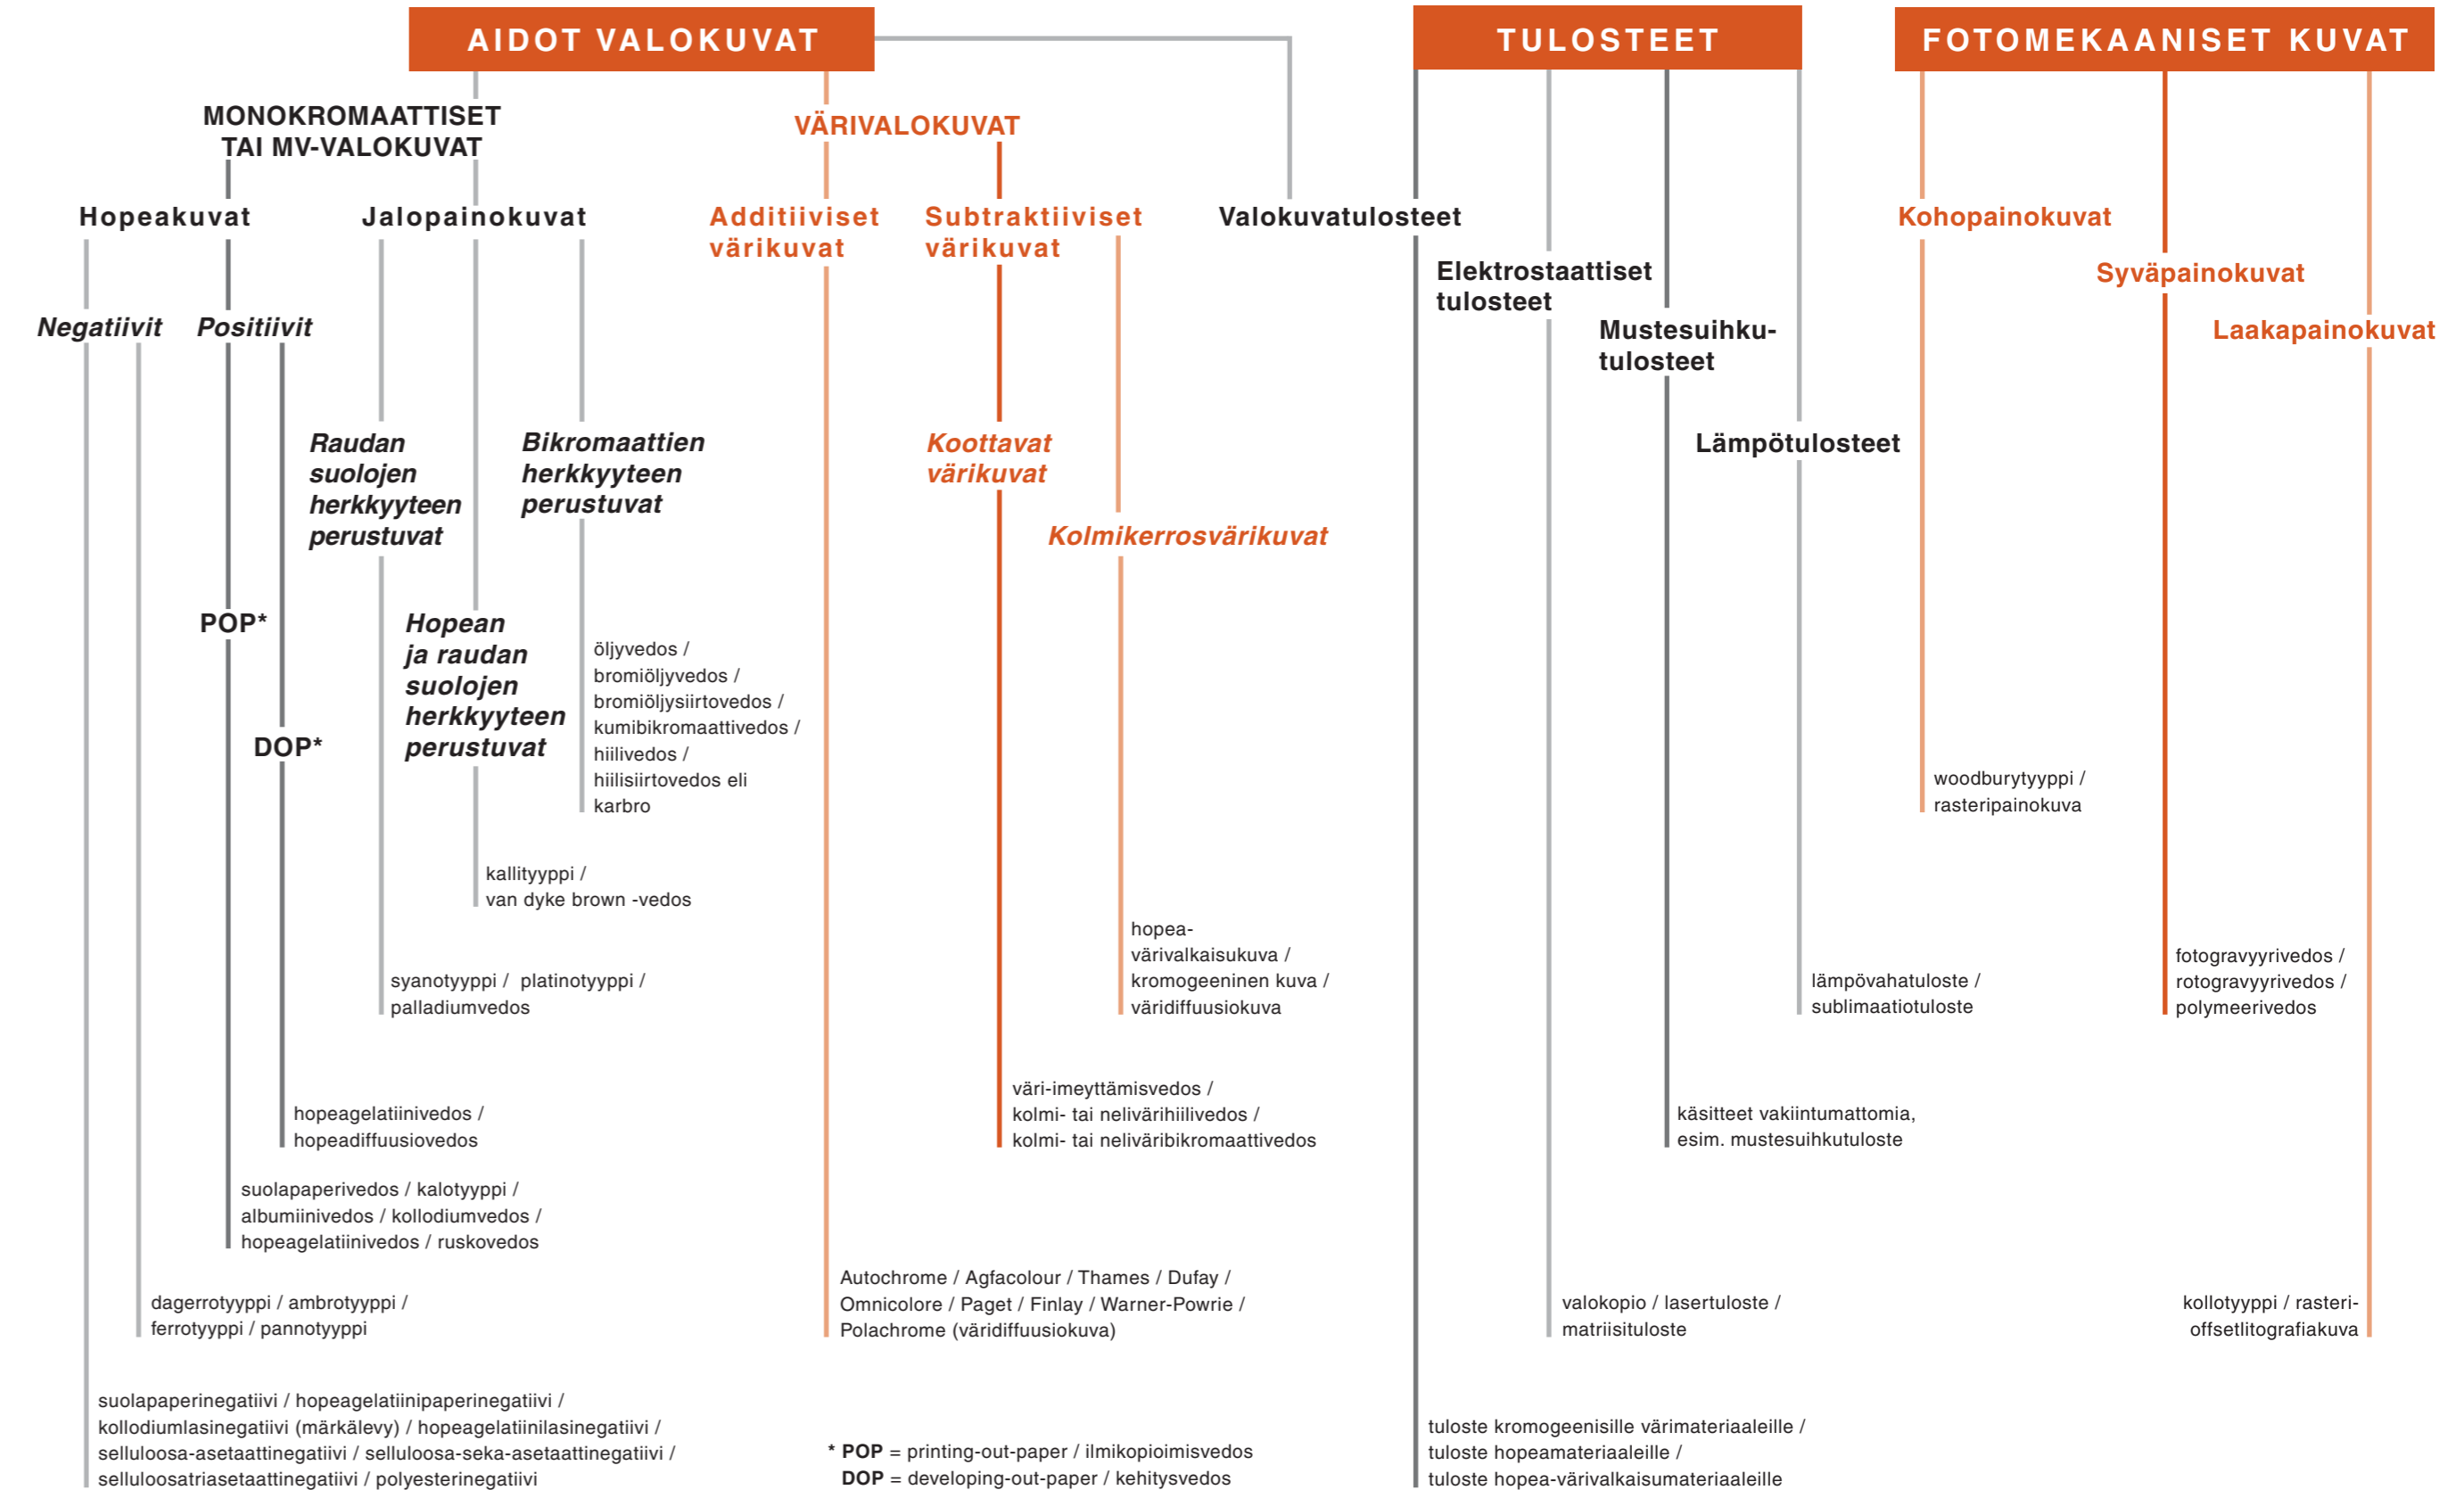 AIDOT VALOKUVAT
TULOSTEET
FOTOMEKAANISET KUVAT
MONOKROMAATTISET
TAI MV-VALOKUVAT
VÄRIVALOKUVAT
Hopeakuvat
Jalopainokuvat
Additiiviset
värikuvat
Subtraktiiviset
värikuvat
Valokuvatulosteet
Kohopainokuvat
Elektrostaattiset
tulosteet
Syväpainokuvat
Negatiivit
Positiivit
Mustesuihku-
tulosteet
Laakapainokuvat
Raudan
suolojen
herkkyyteen
perustuvat
Bikromaattien
herkkyyteen
perustuvat
Koottavat
värikuvat
Lämpötulosteet
Kolmikerrosvärikuvat
POP*
Hopean
ja raudan
suolojen
herkkyyteen
perustuvat
DOP*
öljyvedos /
bromiöljyvedos /
bromiöljysiirtovedos /
kumibikromaattivedos /
hiilivedos /
hiilisiirtovedos eli
karbro
woodburytyyppi /
rasteripainokuva
kallityyppi /
van dyke brown -vedos
hopea-
värivalkaisukuva /
kromogeeninen kuva /
väridiffuusiokuva
fotogravyyrivedos /
rotogravyyrivedos /
polymeerivedos
syanotyyppi / platinotyyppi /
palladiumvedos
lämpövahatuloste /
sublimaatiotuloste
väri-imeyttämisvedos /
kolmi- tai nelivärihiilivedos /
kolmi- tai neliväribikromaattivedos
hopeagelatiinivedos /
hopeadiffuusiovedos
käsitteet vakiintumattomia,
esim. mustesuihkutuloste
suolapaperivedos / kalotyyppi /
albumiinivedos / kollodiumvedos /
hopeagelatiinivedos / ruskovedos
Autochrome / Agfacolour / Thames / Dufay /
Omnicolore / Paget / Finlay / Warner-Powrie /
Polachrome (väridiffuusiokuva)
dagerrotyyppi / ambrotyyppi /
ferrotyyppi / pannotyyppi
valokopio / lasertuloste /
matriisituloste
kollotyyppi / rasteri-
offsetlitografiakuva
suolapaperinegatiivi / hopeagelatiinipaperinegatiivi /
kollodiumlasinegatiivi (märkälevy) / hopeagelatiinilasinegatiivi /
selluloosa-asetaattinegatiivi / selluloosa-seka-asetaattinegatiivi /
selluloosatriasetaattinegatiivi / polyesterinegatiivi
* POP = printing-out-paper / ilmikopioimisvedos
DOP = developing-out-paper / kehitysvedos
tuloste kromogeenisille värimateriaaleille /
tuloste hopeamateriaaleille /
tuloste hopea-värivalkaisumateriaaleille